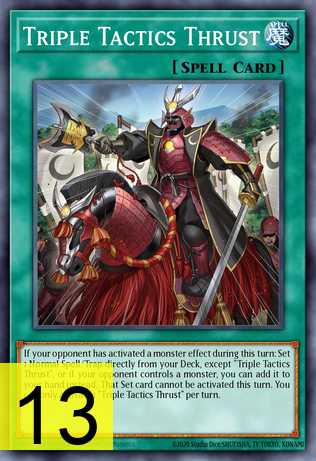 Triple Tactics Thrust
[Spell Card]
If your opponent has activated a monster effect during this turn: Set
1 Normal Spell/Trap directly from your Deck, except "Triple Tactics
Thrust", or if your opponent controls a monster, you can add it to
your hand instead. That Set card cannot be activated this turn. You
only "Triple Tactics Thrust" per turn.
13
©2020 Studio Dice/SHUEISHA, TV TOKYO, KONAMI